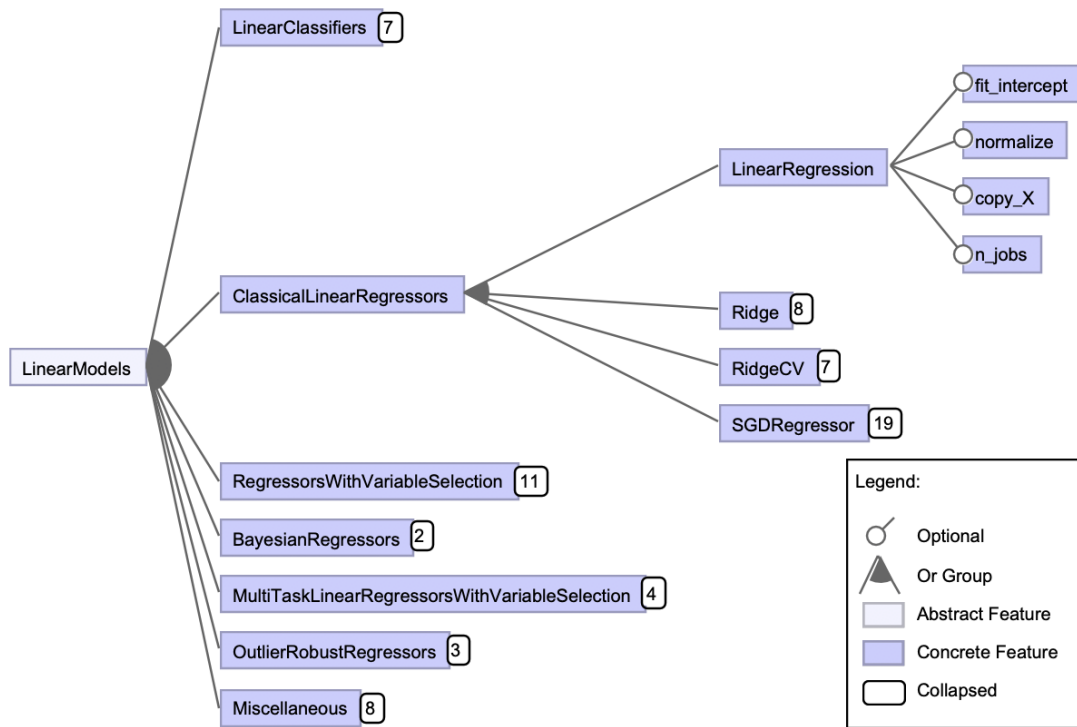 LinearClassifiers 7
fit_intercept
normalize
LinearRegression
copy_X
n_jobs
ClassicalLinearRegressors
Ridge 8
LinearModels
RidgeCV 7
SGDRegressor 19
RegressorsWithVariableSelection 11
BayesianRegressors 2
MultiTaskLinearRegressorsWithVariableSelection 4
OutlierRobustRegressors 3
Miscellaneous 8
Legend:
Optional
Or Group
Abstract Feature
Concrete Feature
Collapsed